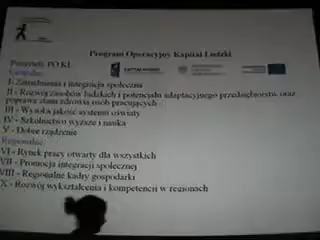 Program Operacyjny Kapitał Ludzki
Priorytety PO KL
Centralne:
I- Zatrudnienie i integracja społeczna
II - Rozwój zasobów ludzkich i potencjału adaptacyjnego przedsiębiorstw oraz
poprawa stanu zdrowia osób pracujących
III - Wysoka jakość systemu oświaty
IV - Szkolnictwo wyższe i nauka
V - Dobre rządzenie
Regionalne:
VI - Rynek pracy otwarty dla wszystkich
VII - Promocja integracji społecznej
VIII - Regionalne kadry gospodarki
X - Rozwój wykształcenia i kompetencji w regionach